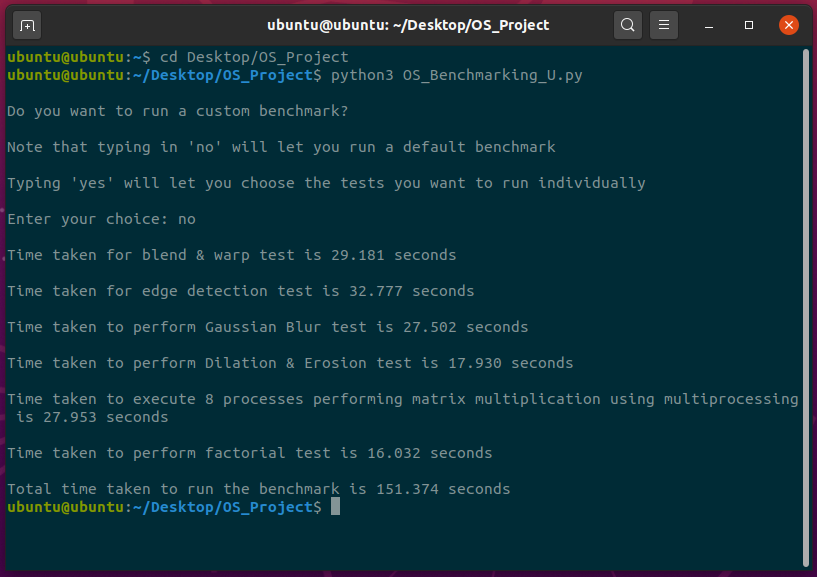 ubuntu@ubuntu: ~/Desktop/OS_Project
ubuntu@ubuntu:~$ cd Desktop/OS_Project
ubuntu@ubuntu:~/Desktop/OS_Project$ python3 OS_Benchmarking_U.py
Do you want to run a custom benchmark?
Note that typing in 'no' will let you run a default benchmark
Typing 'yes' will let you choose the tests you want to run individually
Enter your choice: no
Time taken for blend & warp test is 29.181 seconds
Time taken for edge detection test is 32.777 seconds
Time taken to perform Gaussian Blur test is 27.502 seconds
Time taken to perform Dilation & Erosion test is 17.930 seconds
Time taken to execute 8 processes performing matrix multiplication using multiprocessing
 is 27.953 seconds
Time taken to perform factorial test is 16.032 seconds
Total time taken to run the benchmark is 151.374 seconds
ubuntu@ubuntu:~/Desktop/OS_Project$